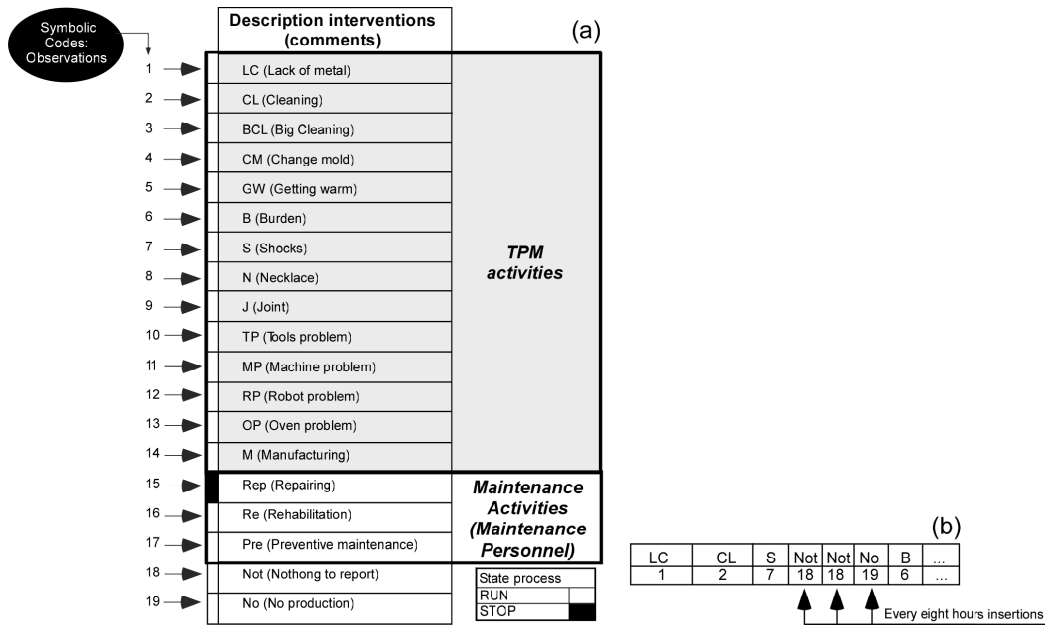 Symbolic
Codes:
Observations
Description interventions
(comments)
(a)
1
LC (Lack of metal)
2
CL (Cleaning)
3
BCL (Big Cleaning)
4
CM (Change mold)
5
GW (Getting warm)
6
B (Burden)
7
S (Shocks)
8
N (Necklace)
9
J (Joint)
10
TP (Tools problem)
11
MP (Machine problem)
12
RP (Robot problem)
13
OP (Oven problem)
14
M (Manufacturing)
TPM
activities
15
Rep (Repairing)
16
Re (Rehabilitation)
17
Pre (Preventive maintenance)
Maintenance
Activities
(Maintenance
Personnel)
18
Not (Nothong to report)
19
No (No production)
State process
RUN
STOP
(b)
LC CL S Not Not No B ...
1 2 7 18 18 19 6 ...
Every eight hours insertions